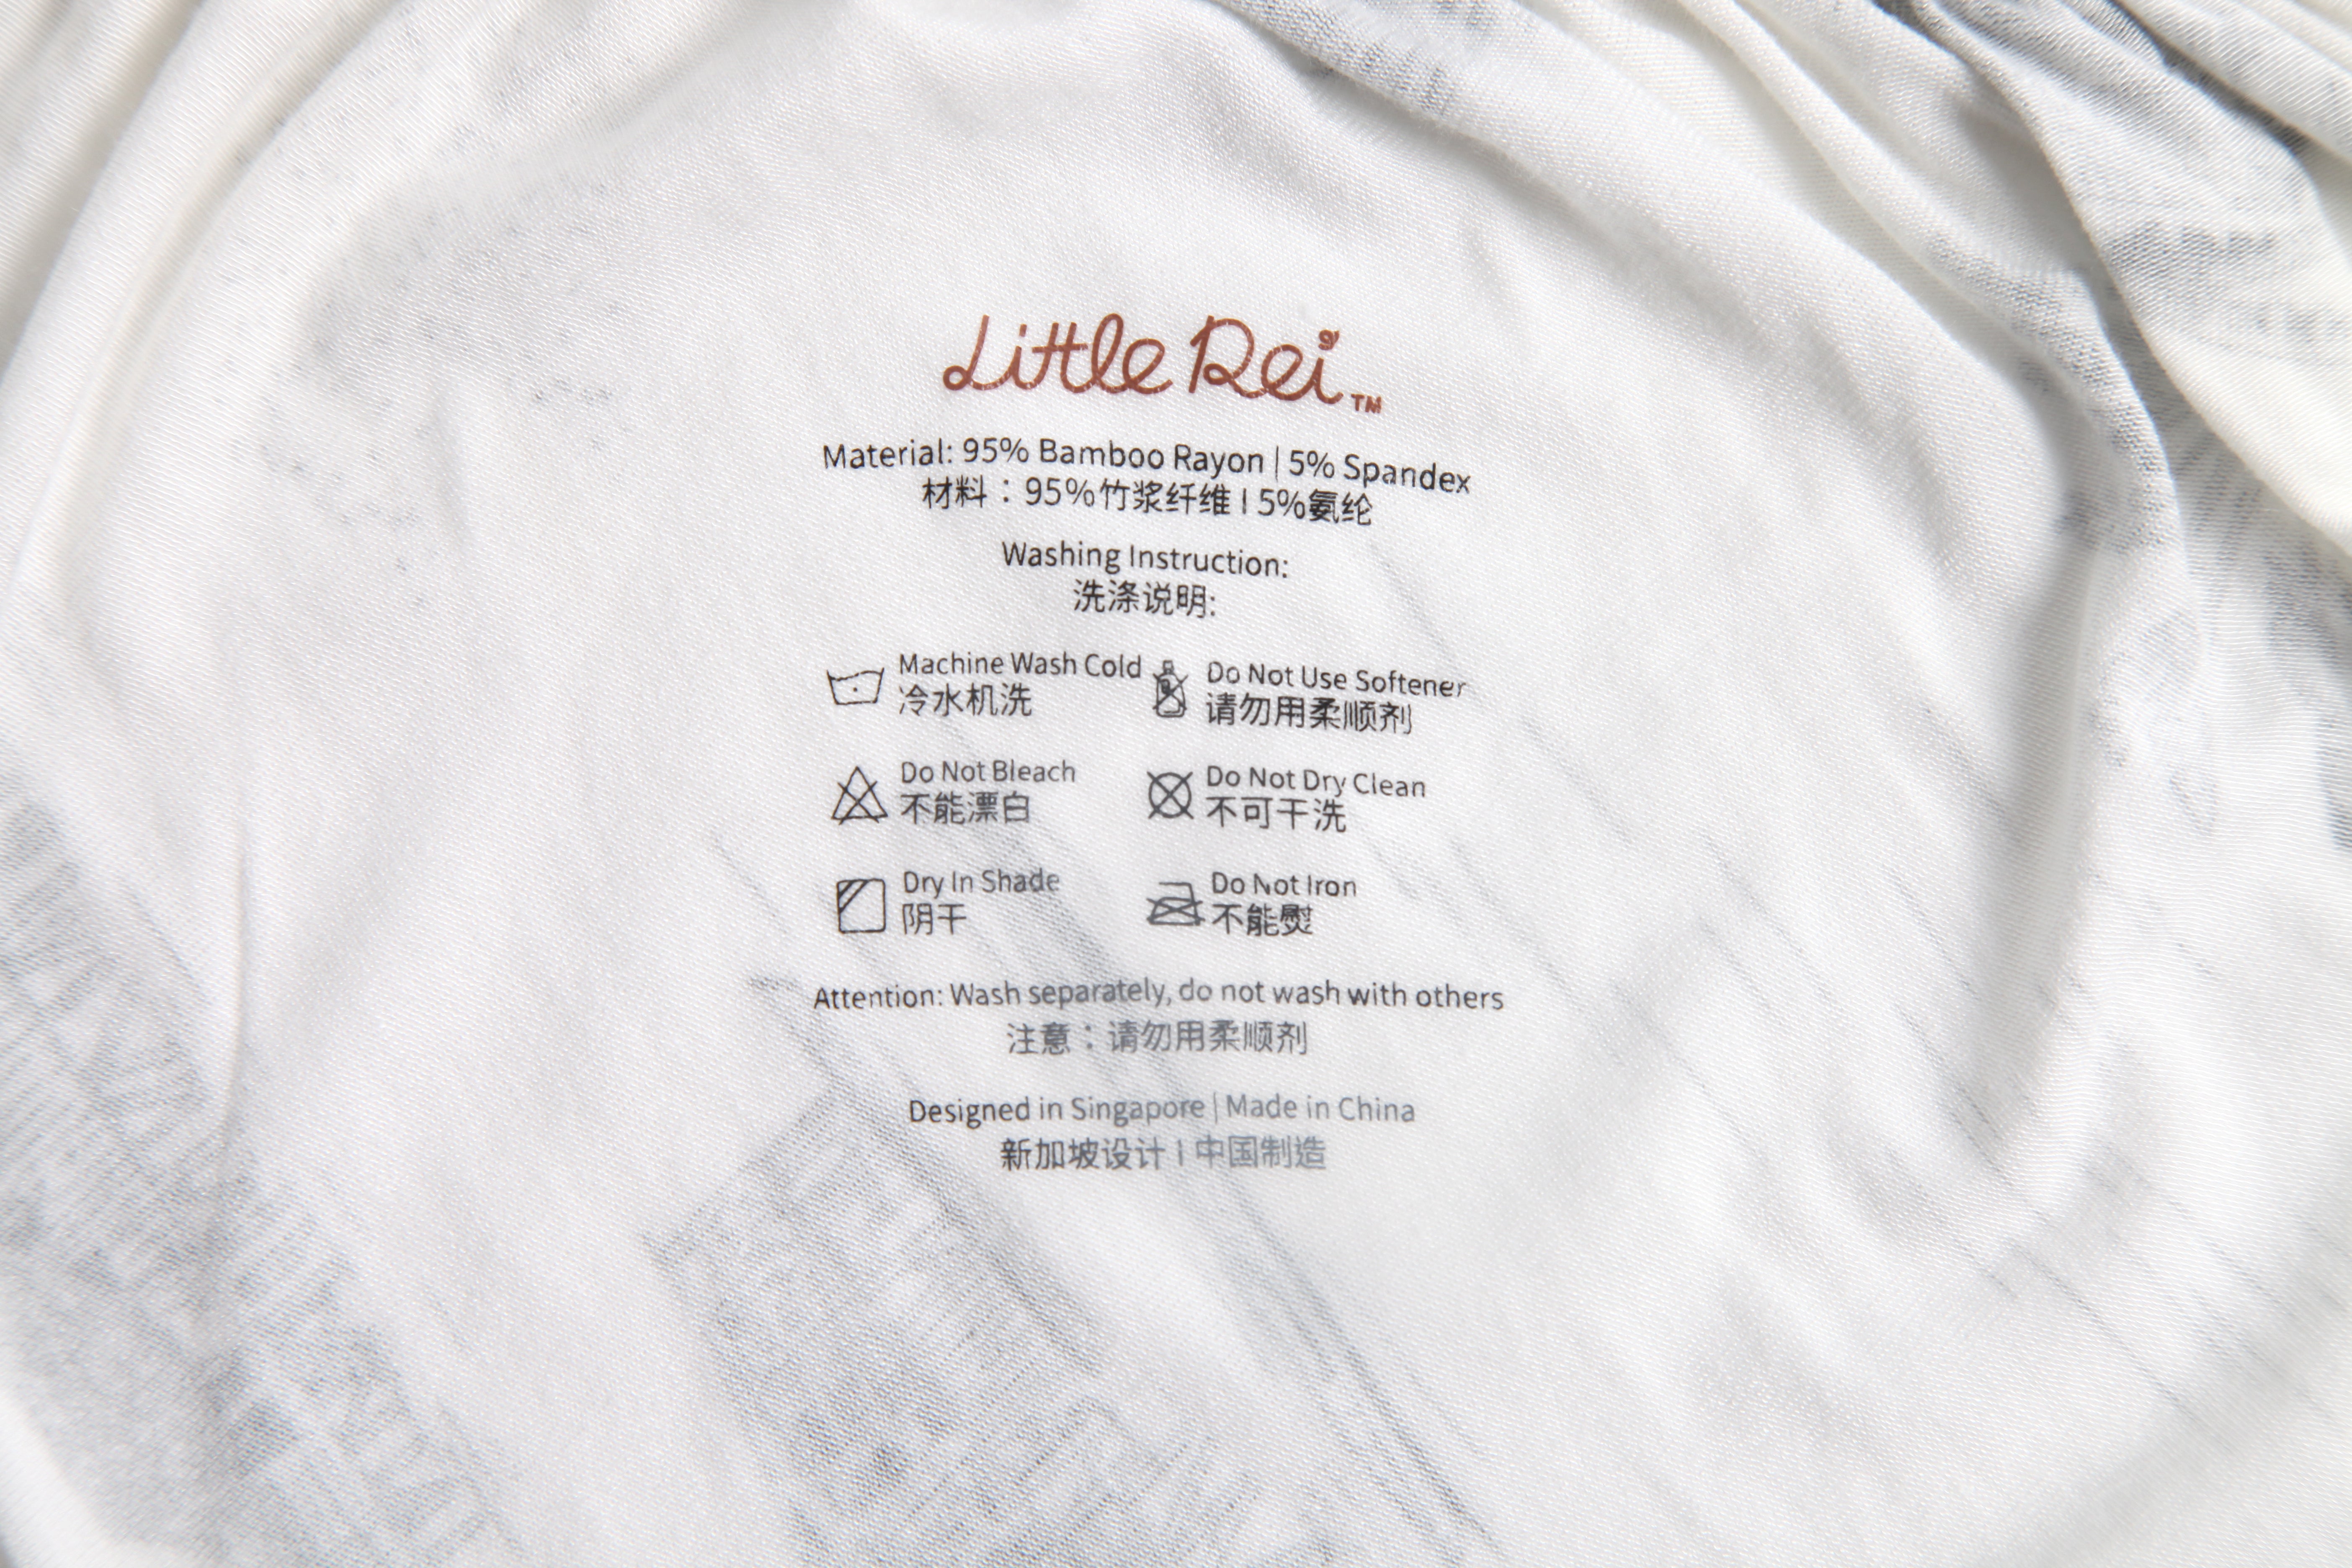 Little Rei™
Material: 95% Bamboo Rayon | 5% Spandex
材料：95%竹浆纤维 I 5%氨纶
Washing Instruction:
洗涤说明:
Machine Wash Cold
冷水机洗
Do Not Use Softener
请勿用柔顺剂
Do Not Bleach
不能漂白
Do Not Dry Clean
不可干洗
Dry In Shade
阴干
Do Not Iron
不能熨
Attention: Wash separately, do not wash with others
注意：请勿用柔顺剂
Designed in Singapore | Made in China
新加坡设计 I 中国制造